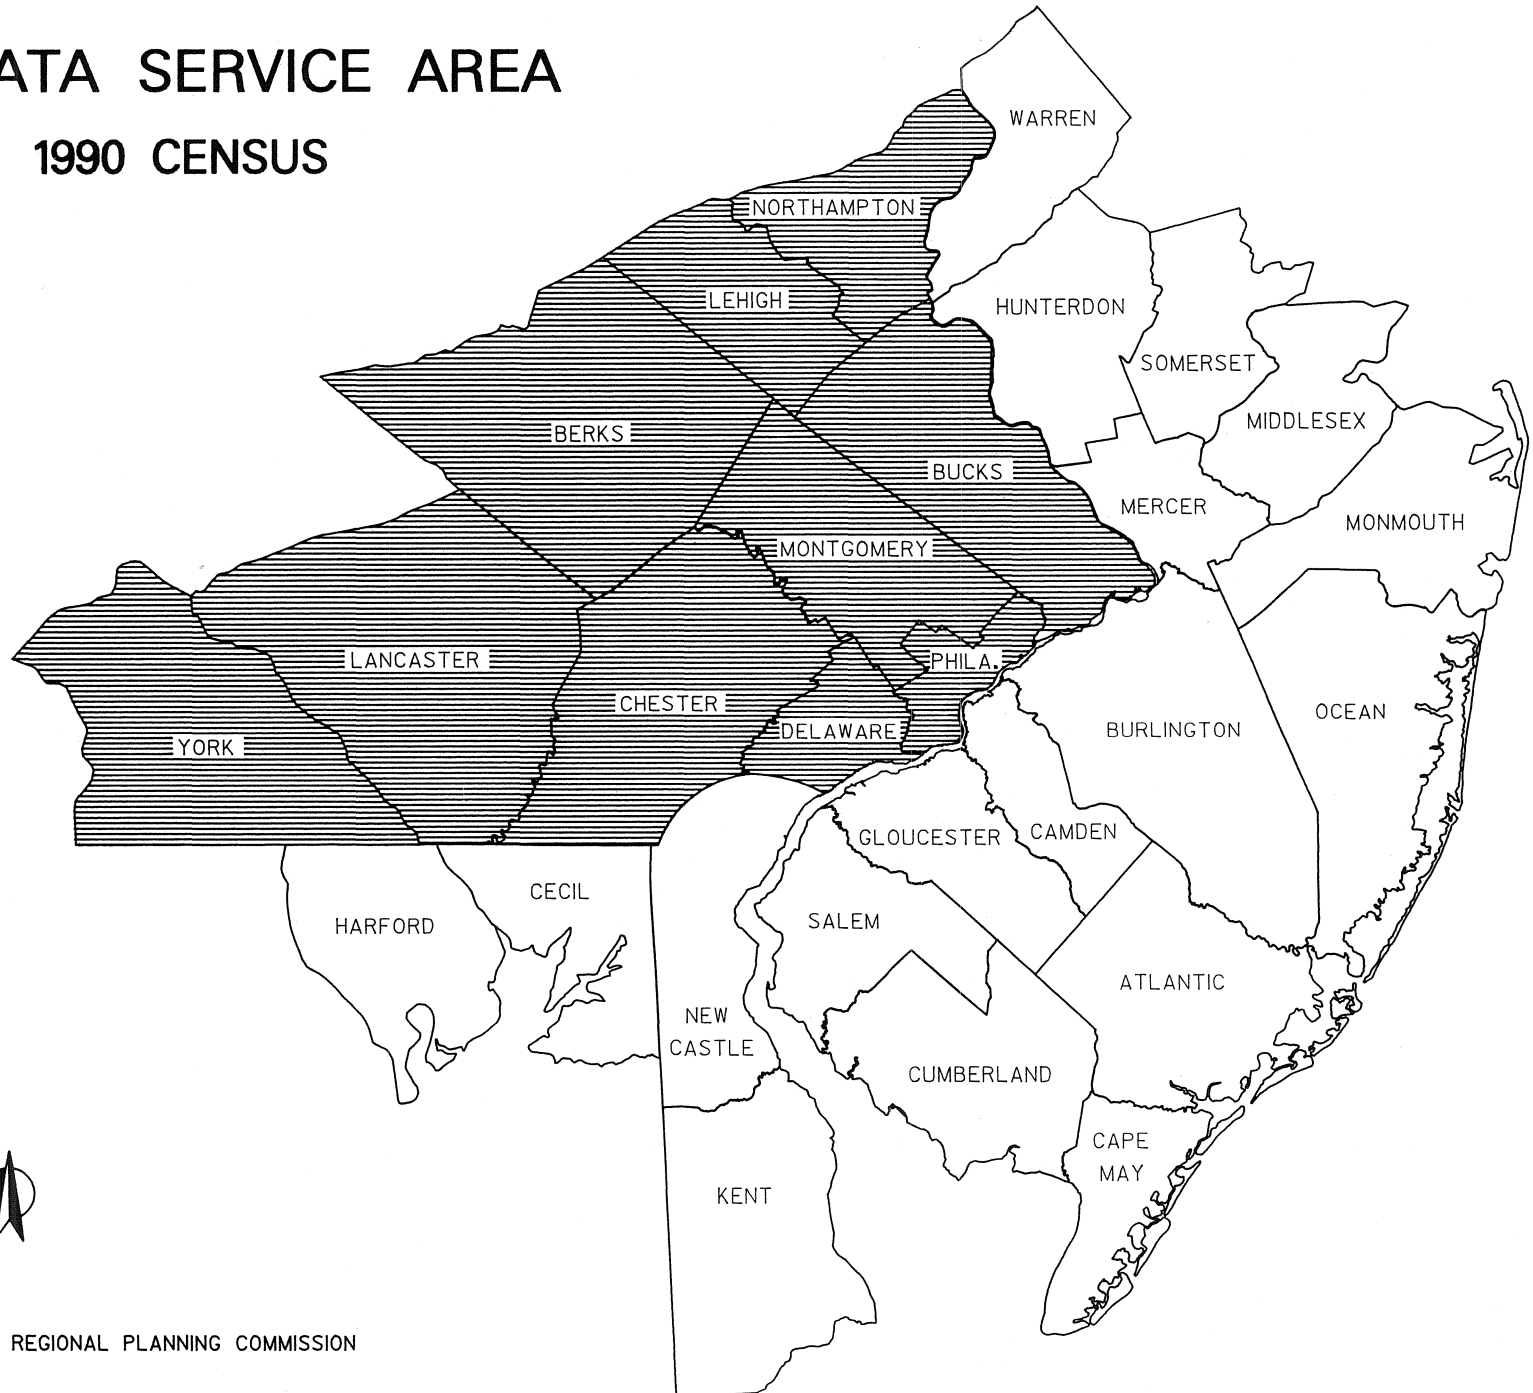 ATA SERVICE AREA
1990 CENSUS
WARREN
NORTHAMPTON
LEHIGH
HUNTERDON
SOMERSET
MIDDLESEX
BERKS
BUCKS
MERCER
MONMOUTH
MONTGOMERY
LANCASTER
PHILA.
CHESTER
DELAWARE
YORK
BURLINGTON
OCEAN
GLOUCESTER
CAMDEN
CECIL
HARFORD
SALEM
ATLANTIC
NEW
CASTLE
CUMBERLAND
CAPE
MAY
KENT
REGIONAL PLANNING COMMISSION